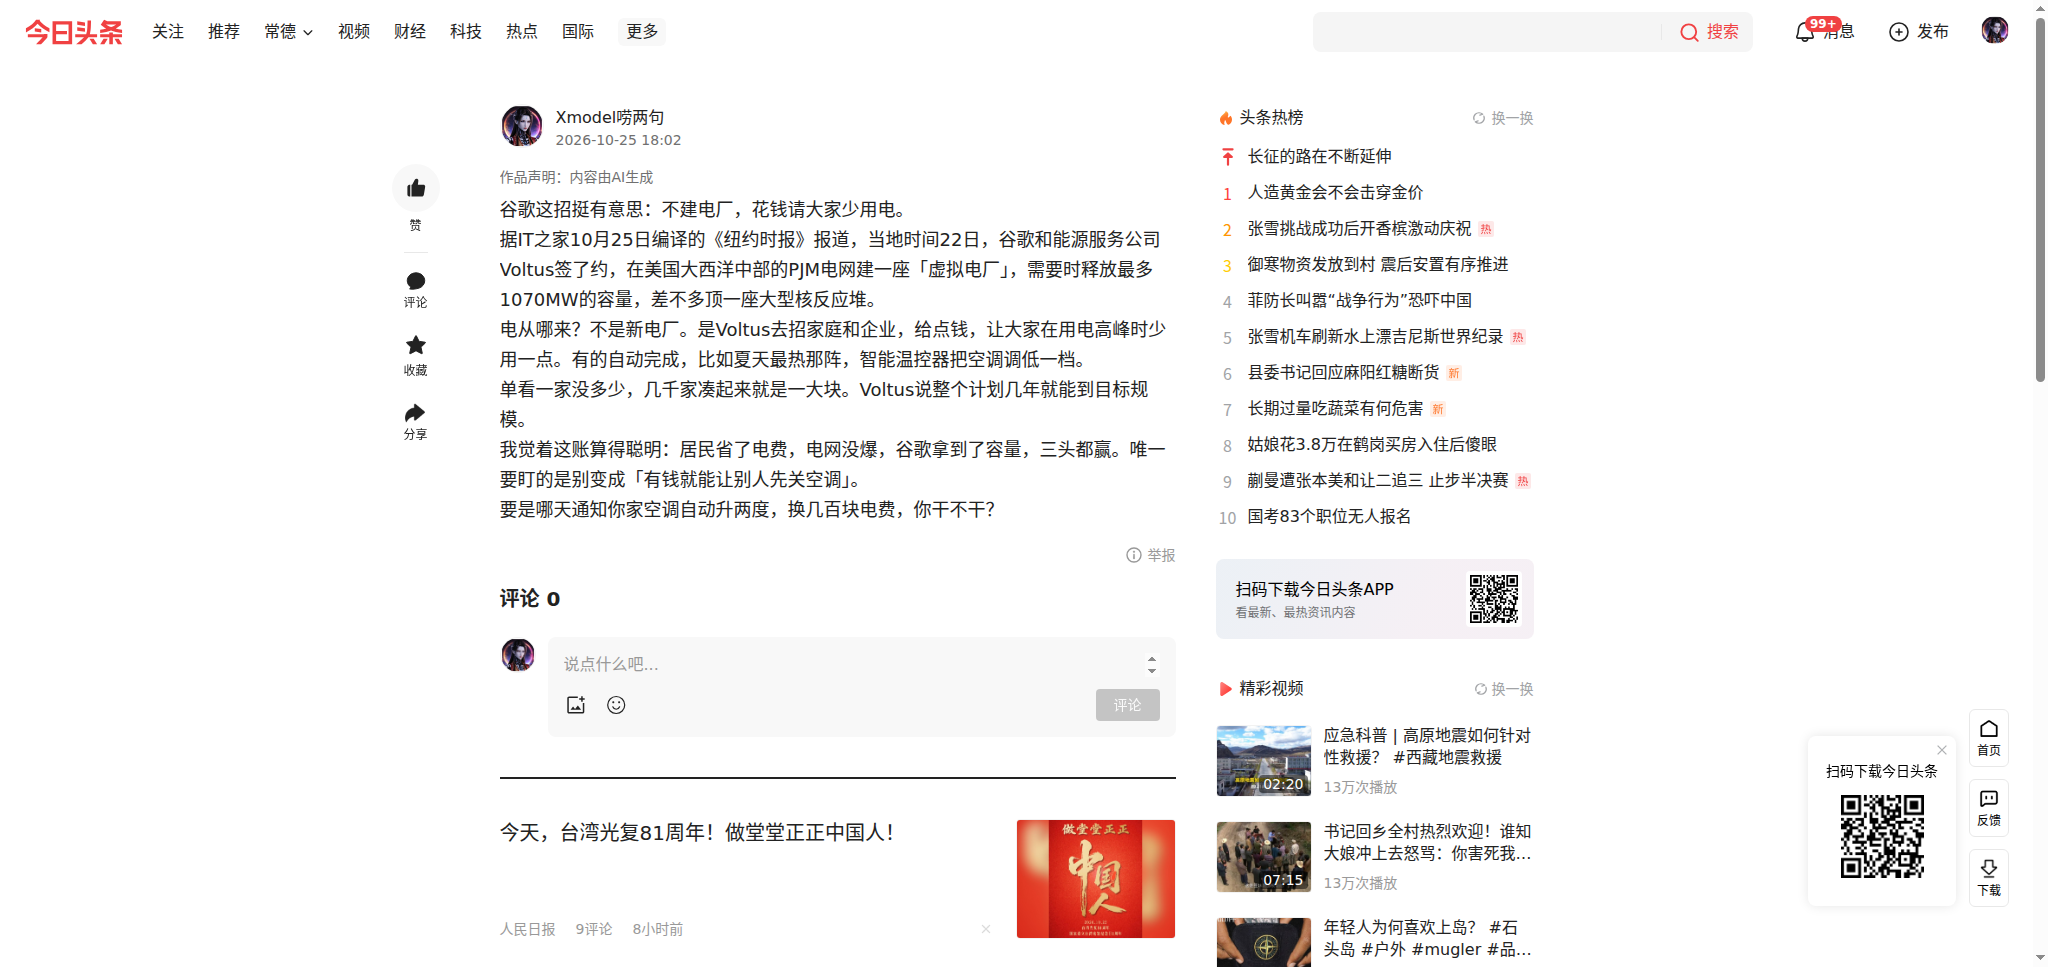 今日头条
关注 推荐 常德 视频 财经 科技 热点 国际 更多
搜索
99+
消息
发布
Xmodel唠两句
2026-10-25 18:02
作品声明：内容由AI生成
谷歌这招挺有意思：不建电厂，花钱请大家少用电。
据IT之家10月25日编译的《纽约时报》报道，当地时间22日，谷歌和能源服务公司
Voltus签了约，在美国大西洋中部的PJM电网建一座「虚拟电厂」，需要时释放最多
1070MW的容量，差不多顶一座大型核反应堆。
电从哪来？不是新电厂。是Voltus去招家庭和企业，给点钱，让大家在用电高峰时少
用一点。有的自动完成，比如夏天最热那阵，智能温控器把空调调低一档。
单看一家没多少，几千家凑起来就是一大块。Voltus说整个计划几年就能到目标规
模。
我觉着这账算得聪明：居民省了电费，电网没爆，谷歌拿到了容量，三头都赢。唯一
要盯的是别变成「有钱就能让别人先关空调」。
要是哪天通知你家空调自动升两度，换几百块电费，你干不干？
赞
评论
收藏
分享
举报
评论 0
说点什么吧...
评论
今天，台湾光复81周年！做堂堂正正中国人！
人民日报 9评论 8小时前
做堂堂正正
中国人
头条热榜
换一换
长征的路在不断延伸
1 人造黄金会不会击穿金价
2 张雪挑战成功后开香槟激动庆祝 热
3 御寒物资发放到村 震后安置有序推进
4 菲防长叫嚣“战争行为”恐吓中国
5 张雪机车刷新水上漂吉尼斯世界纪录 热
6 县委书记回应麻阳红糖断货 新
7 长期过量吃蔬菜有何危害 新
8 姑娘花3.8万在鹤岗买房入住后傻眼
9 蒯曼遭张本美和让二追三 止步半决赛 热
10 国考83个职位无人报名
扫码下载今日头条APP
看最新、最热资讯内容
精彩视频
换一换
02:20
应急科普 | 高原地震如何针对
性救援？ #西藏地震救援
13万次播放
07:15
书记回乡全村热烈欢迎！谁知
大娘冲上去怒骂：你害死我...
13万次播放
年轻人为何喜欢上岛？ #石
头岛 #户外 #mugler #品...
扫码下载今日头条
首页
反馈
下载